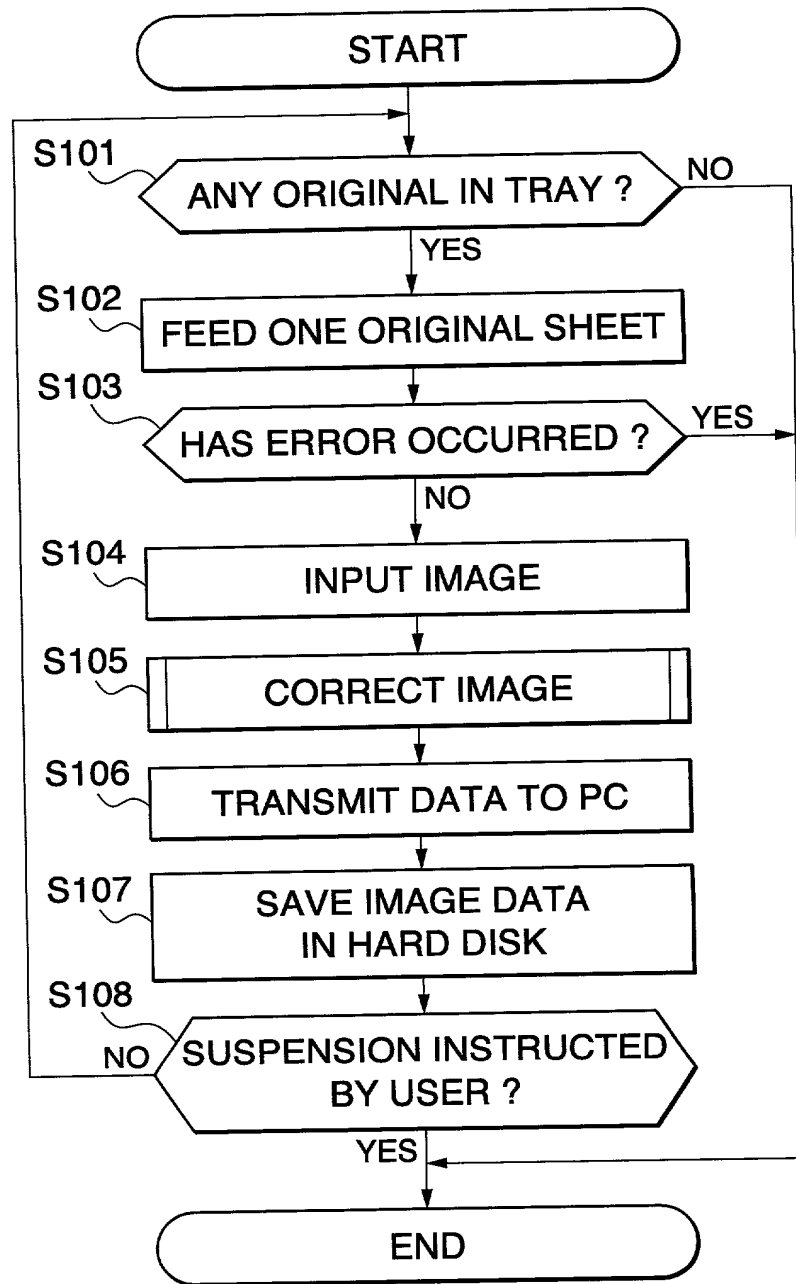 START
S101
ANY ORIGINAL IN TRAY ?
NO
YES
S102
FEED ONE ORIGINAL SHEET
S103
HAS ERROR OCCURRED ?
YES
NO
S104
INPUT IMAGE
S105
CORRECT IMAGE
S106
TRANSMIT DATA TO PC
S107
SAVE IMAGE DATA
IN HARD DISK
S108
NO
SUSPENSION INSTRUCTED
BY USER ?
YES
END